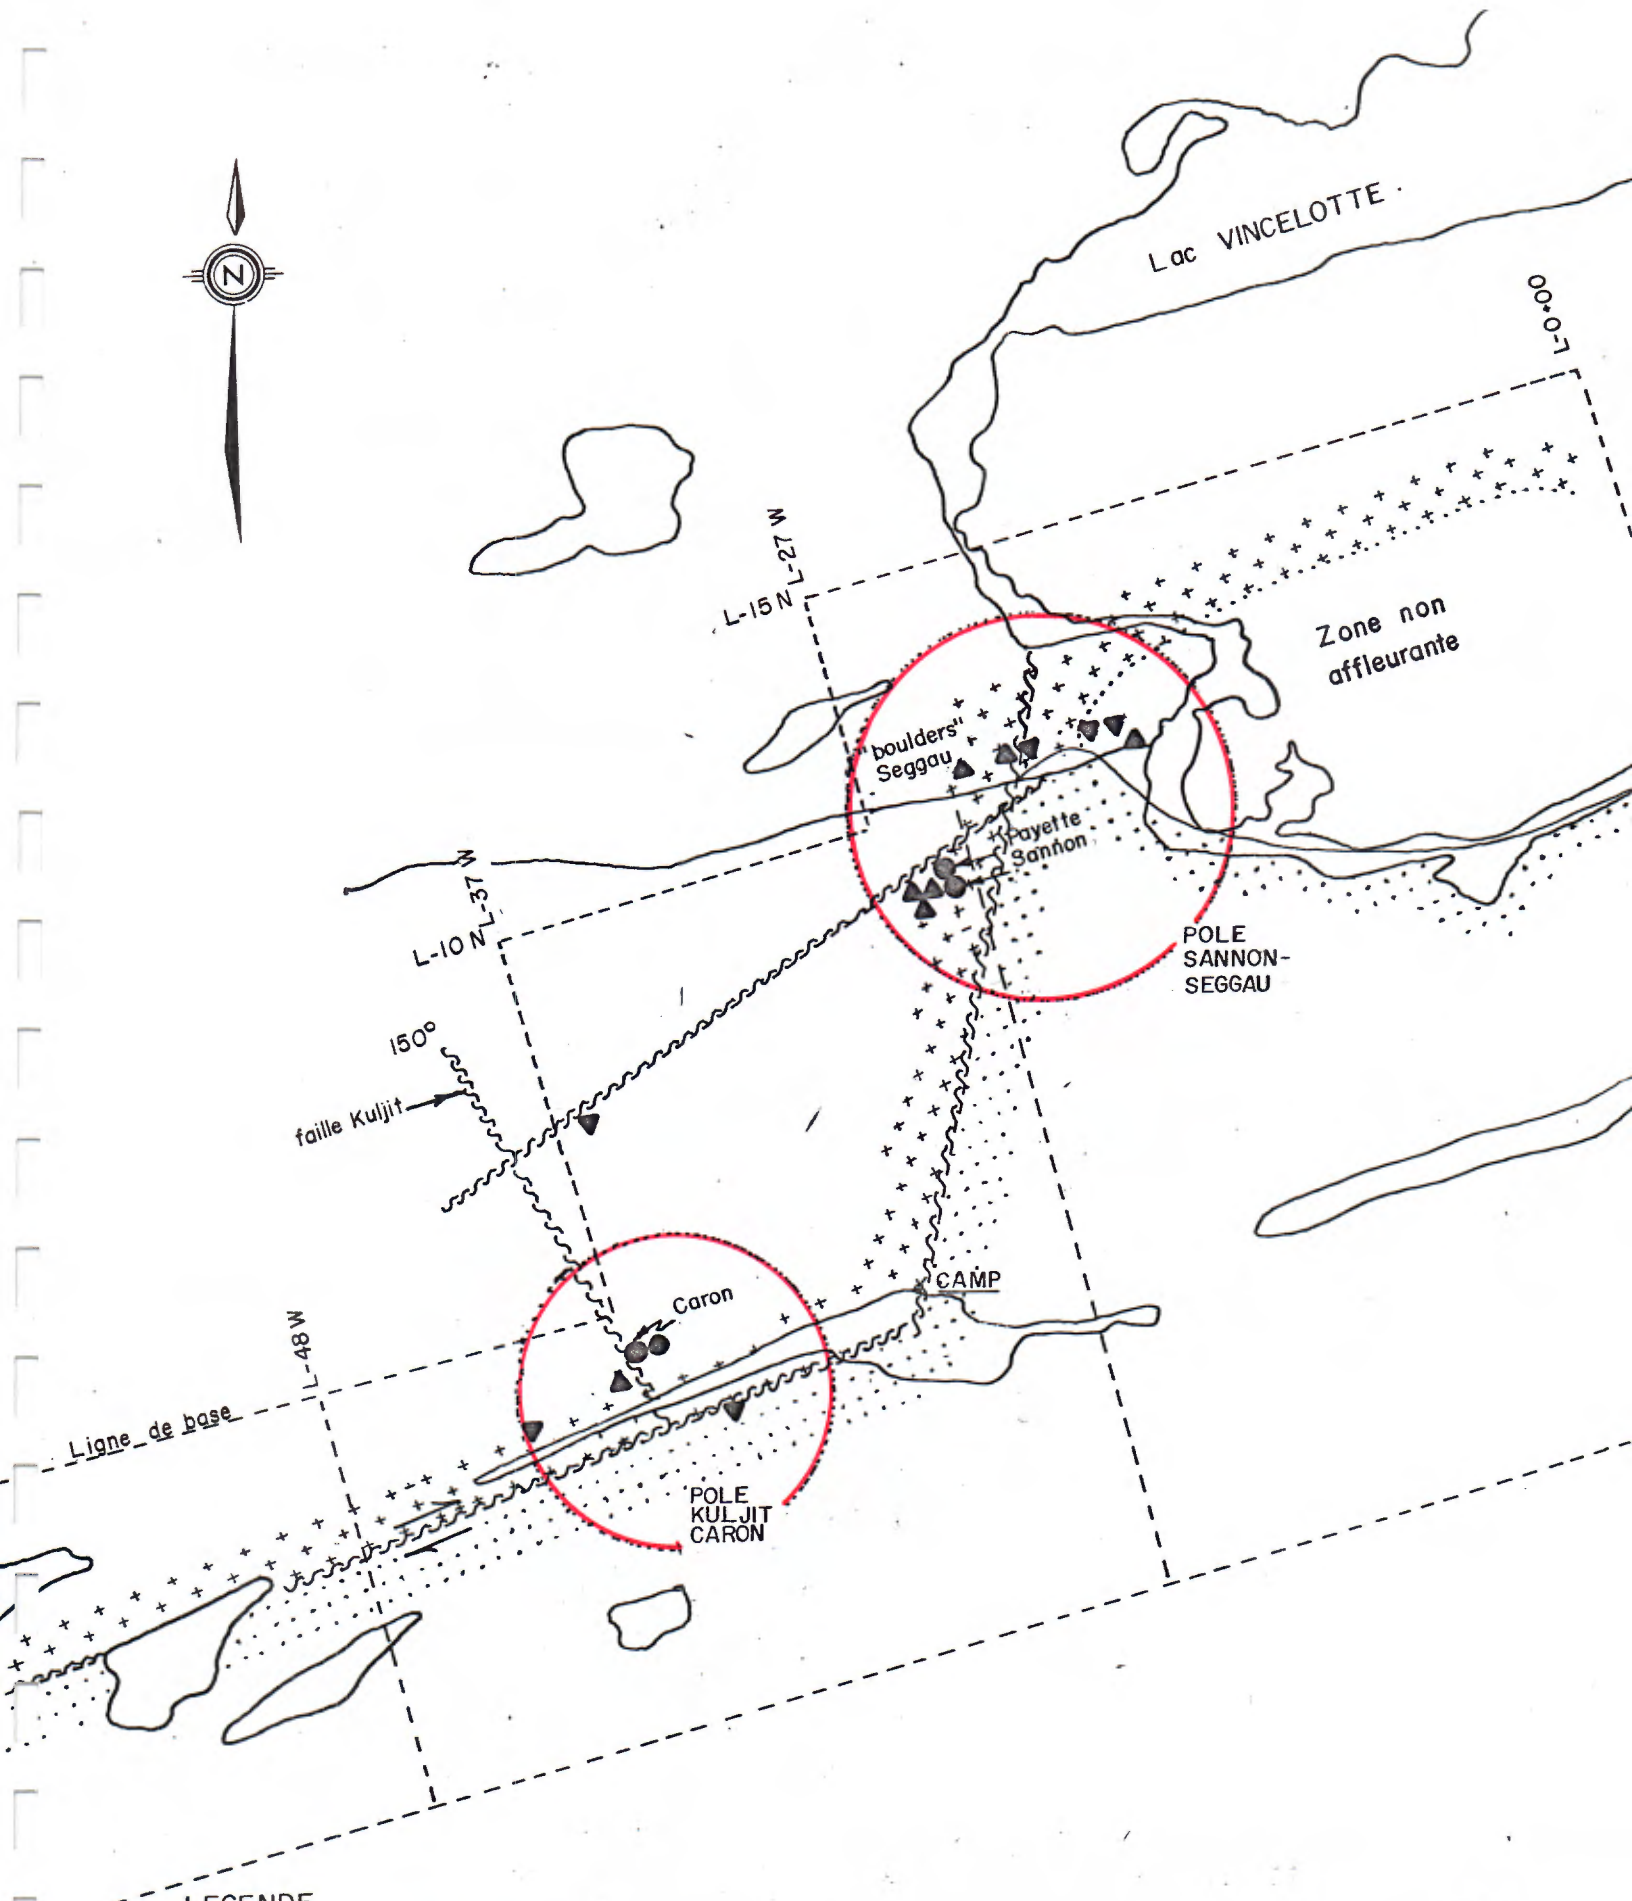 Lac VINCELOTTE
N
L-0+00
L-27 W
L-15 N
Zone non
affleurante
"boulders"
Seggau
Payette
Sannon
L-37 W
L-10 N
POLE
SANNON-
SEGGAU
150°
faille Kuljit
CAMP
Caron
L-48 W
Ligne de base
POLE
KULJIT
CARON
LEGENDE